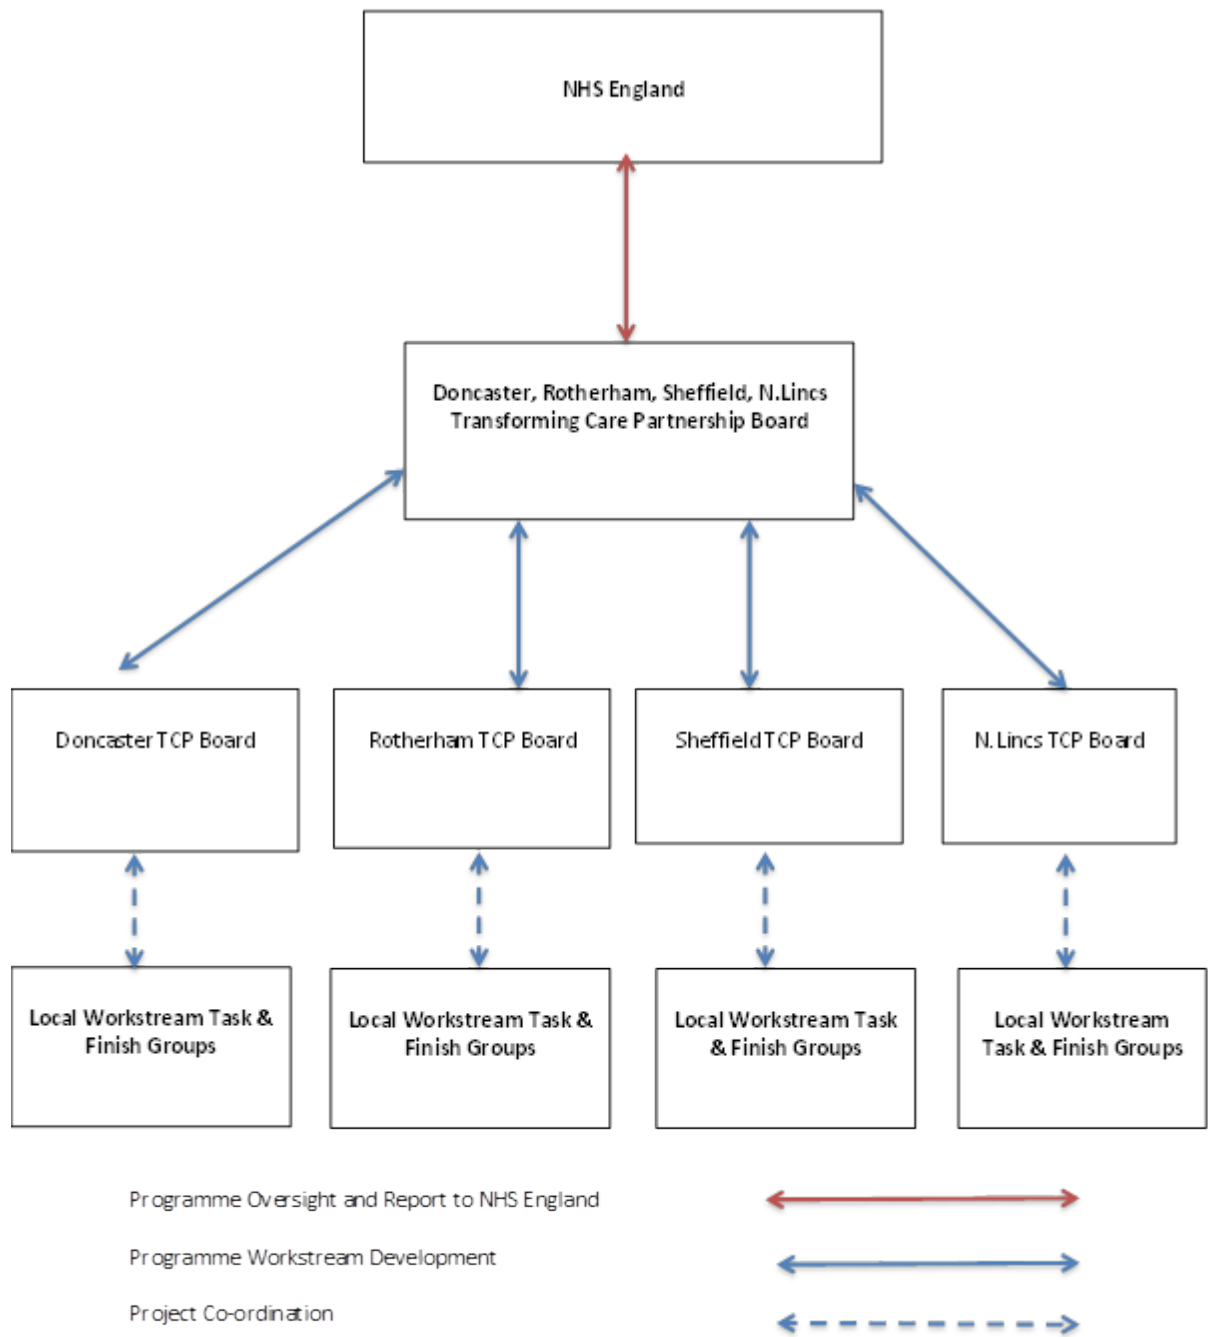 NHS England
Doncaster, Rotherham, Sheffield, N.Lincs
Transforming Care Partnership Board
Doncaster TCP Board
Rotherham TCP Board
Sheffield TCP Board
N.Lincs TCP Board
Local Workstream Task &
Finish Groups
Local Workstream Task &
Finish Groups
Local Workstream Task
& Finish Groups
Local Workstream
Task & Finish Groups
Programme Oversight and Report to NHS England
Programme Workstream Development
Project Co-ordination